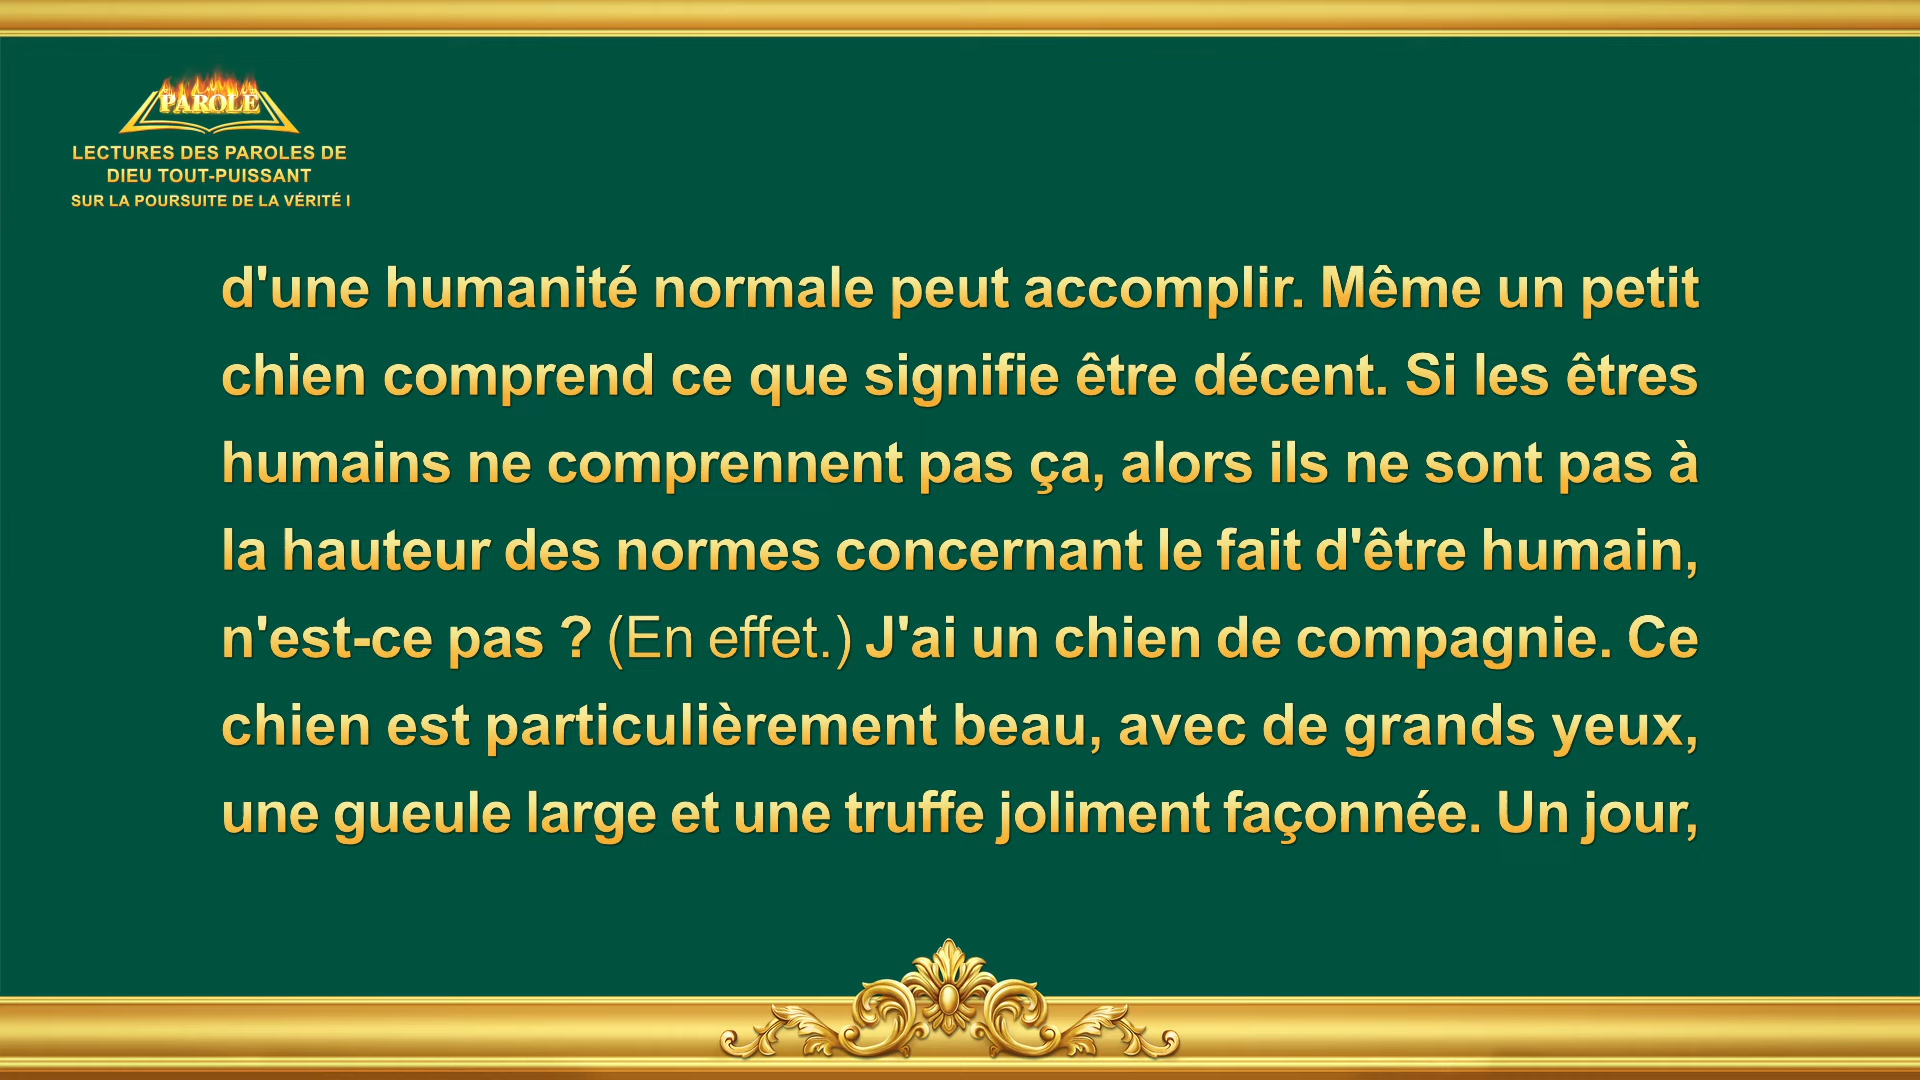 PAROLE
LECTURES DES PAROLES DE
DIEU TOUT-PUISSANT
SUR LA POURSUITE DE LA VÉRITÉ I
d'une humanité normale peut accomplir. Même un petit
chien comprend ce que signifie être décent. Si les êtres
humains ne comprennent pas ça, alors ils ne sont pas à
la hauteur des normes concernant le fait d'être humain,
n'est-ce pas ? (En effet.) J'ai un chien de compagnie. Ce
chien est particulièrement beau, avec de grands yeux,
une gueule large et une truffe joliment façonnée. Un jour,